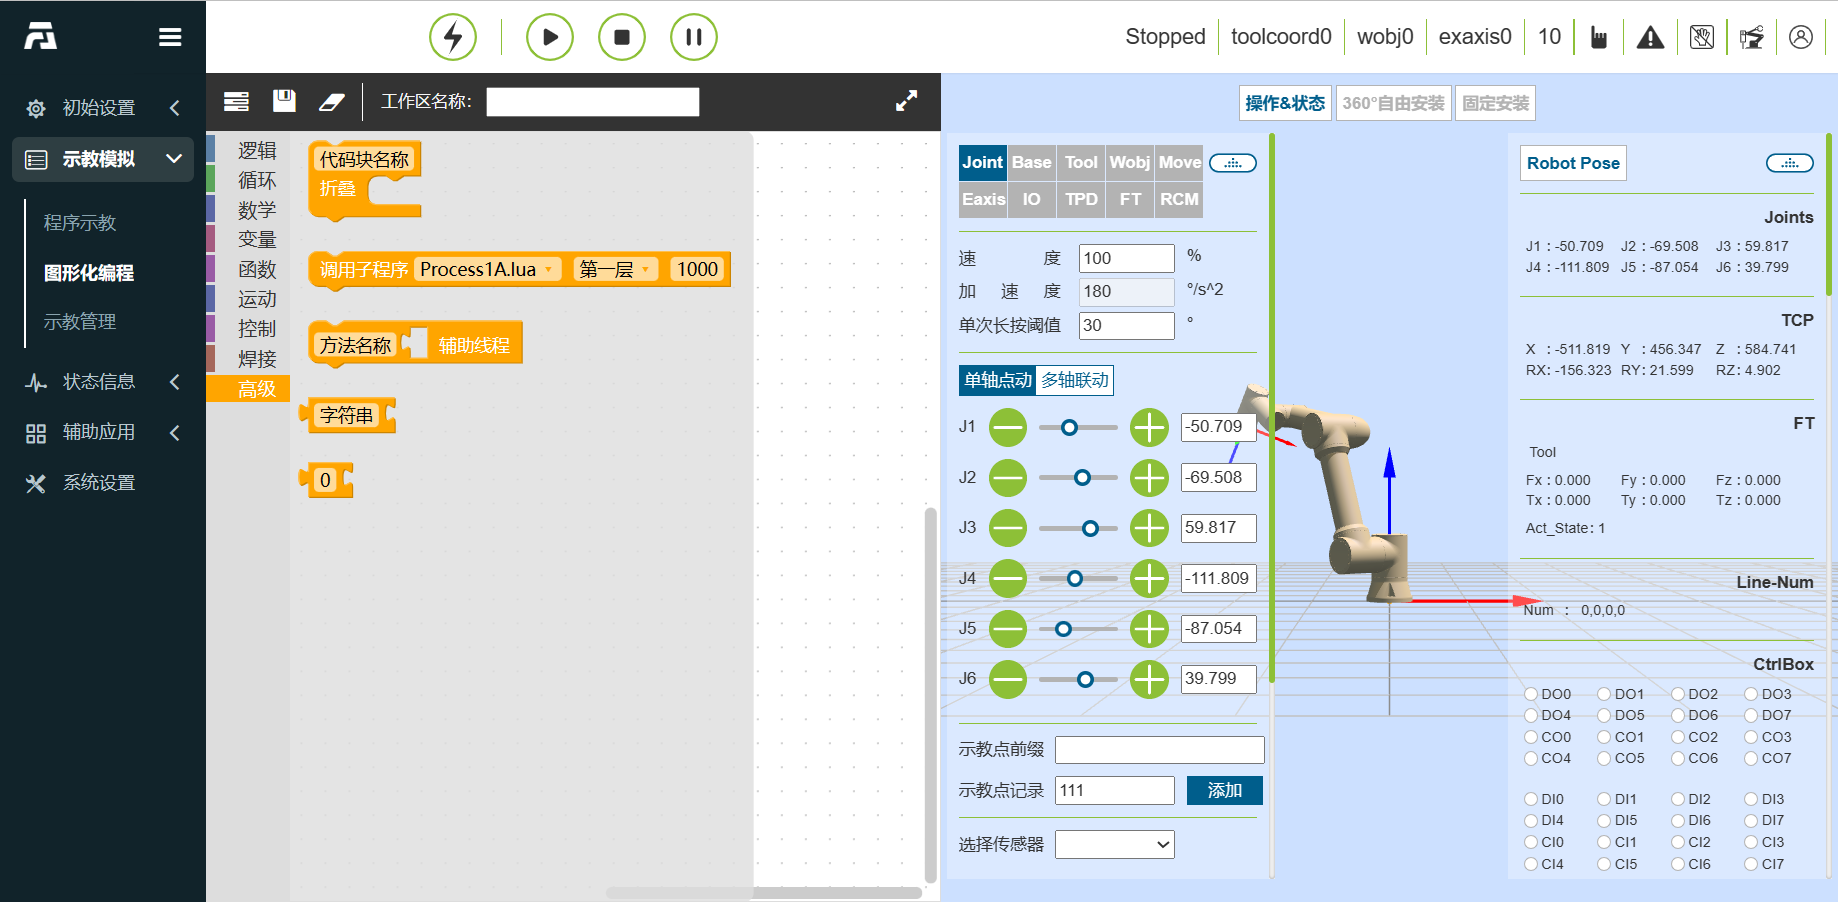 Stopped
toolcoord0
wobj0
exaxis0
10
初始设置
示教模拟
程序示教
图形化编程
示教管理
状态信息
辅助应用
系统设置
工作区名称:
逻辑
循环
数学
变量
函数
运动
控制
焊接
高级
代码块名称
折叠
调用子程序 Process1A.lua 第一层 1000
方法名称 辅助线程
字符串
0
操作&状态 360°自由安装 固定安装
Joint Base Tool Wobj Move
Eaxis IO TPD FT RCM
速 度 100 %
加 速 度 180 °/s^2
单次长按阈值 30 °
单轴点动 多轴联动
J1 -50.709
J2 -69.508
J3 59.817
J4 -111.809
J5 -87.054
J6 39.799
示教点前缀
示教点记录 111 添加
选择传感器
Robot Pose
Joints
J1 : -50.709 J2 : -69.508 J3 : 59.817
J4 : -111.809 J5 : -87.054 J6 : 39.799
TCP
X : -511.819 Y : 456.347 Z : 584.741
RX: -156.323 RY: 21.599 RZ: 4.902
FT
Tool
Fx : 0.000 Fy : 0.000 Fz : 0.000
Tx : 0.000 Ty : 0.000 Tz : 0.000
Act_State : 1
Line-Num
Num : 0,0,0,0
CtrlBox
DO0 DO1 DO2 DO3
DO4 DO5 DO6 DO7
CO0 CO1 CO2 CO3
CO4 CO5 CO6 CO7
DI0 DI1 DI2 DI3
DI4 DI5 DI6 DI7
CI0 CI1 CI2 CI3
CI4 CI5 CI6 CI7